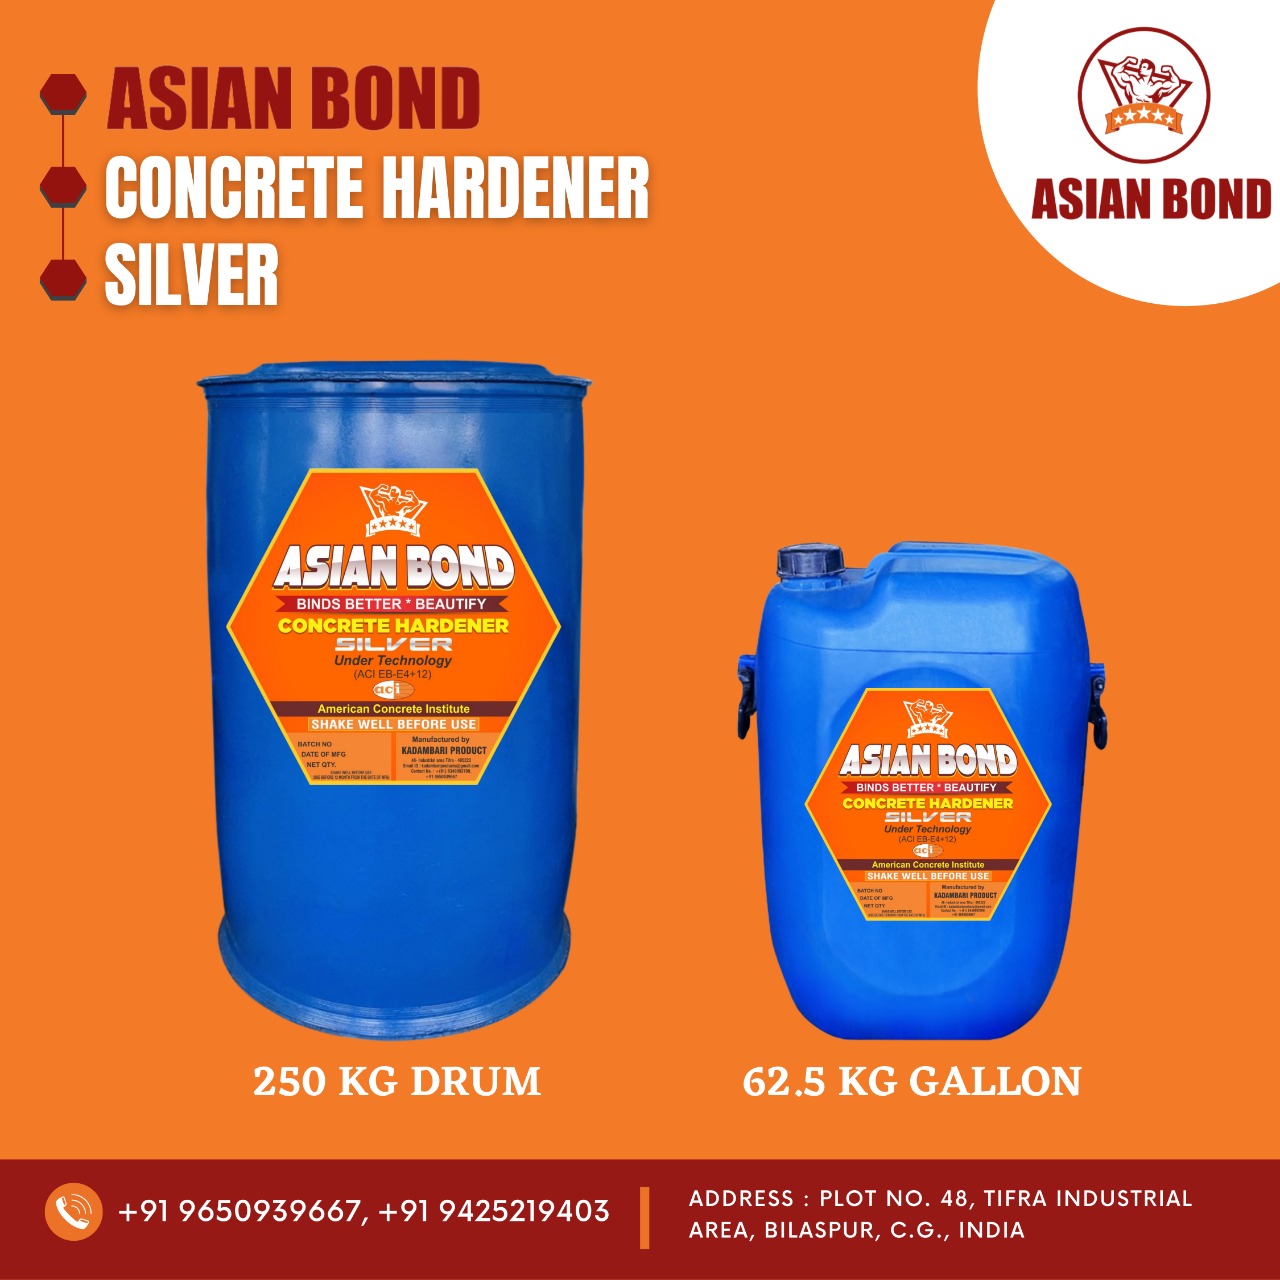 ASIAN BOND
CONCRETE HARDENER
SILVER
ASIAN BOND
ASIAN BOND
BINDS BETTER * BEAUTIFY
CONCRETE HARDENER
SILVER
Under Technology
(ACI EB-E4+12)
aci
American Concrete Institute
SHAKE WELL BEFORE USE
BATCH NO
DATE OF MFG
NET QTY.
SHAKE WELL BEFORE USE
Manufactured by
KADAMBARI PRODUCT
ASIAN BOND
BINDS BETTER * BEAUTIFY
CONCRETE HARDENER
SILVER
Under Technology
(ACI EB-E4+12)
aci
American Concrete Institute
SHAKE WELL BEFORE USE
BATCH NO
DATE OF MFG
NET QTY.
Manufactured by
KADAMBARI PRODUCT
250 KG DRUM
62.5 KG GALLON
+91 9650939667, +91 9425219403
ADDRESS : PLOT NO. 48, TIFRA INDUSTRIAL
AREA, BILASPUR, C.G., INDIA